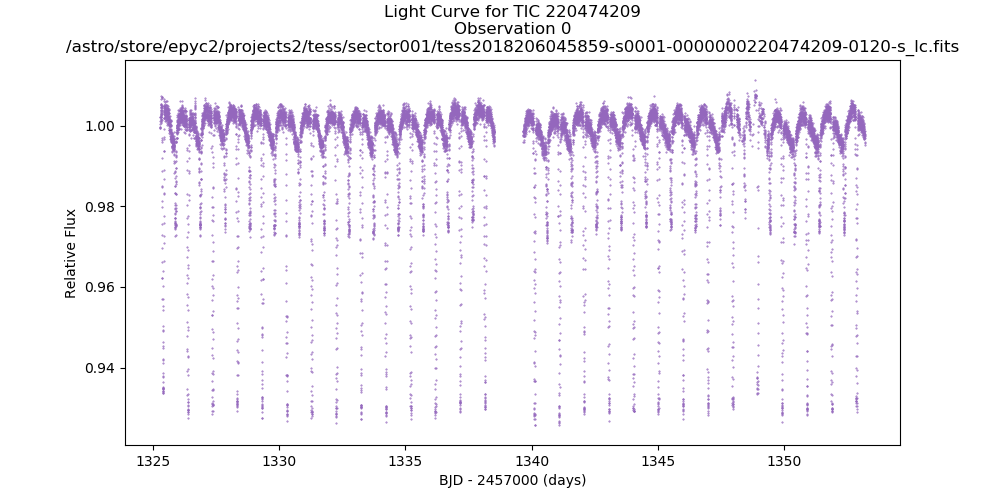 Light Curve for TIC 220474209
Observation 0
/astro/store/epyc2/projects2/tess/sector001/tess2018206045859-s0001-0000000220474209-0120-s_lc.fits
1.00
0.98
0.96
0.94
Relative Flux
1325
1330
1335
1340
1345
1350
BJD - 2457000 (days)